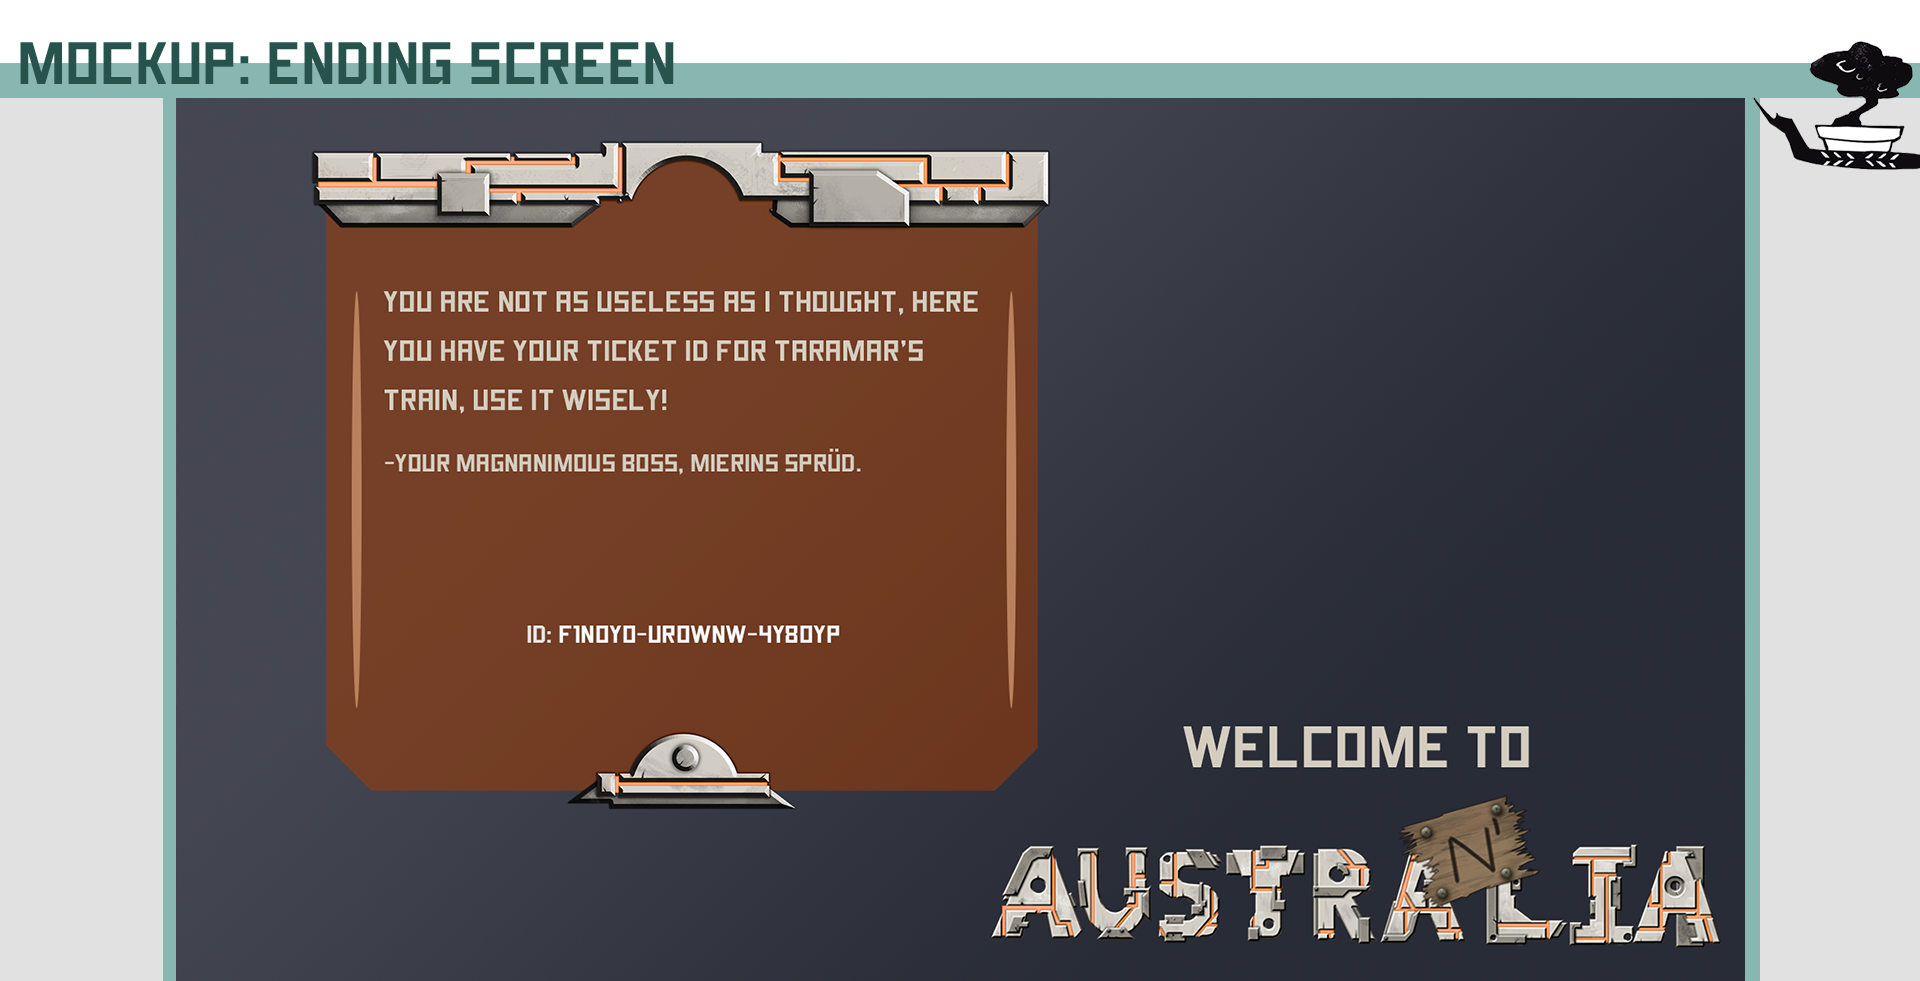 MOCKUP: ENDING SCREEN
YOU ARE NOT AS USELESS AS I THOUGHT, HERE
YOU HAVE YOUR TICKET ID FOR TARAMAR'S
TRAIN, USE IT WISELY!
-YOUR MAGNANIMOUS BOSS, MIERINS SPRÜD.
ID: F1NOYO-UROWNW-4Y8OYP
WELCOME TO
N'
AUSTRALIA